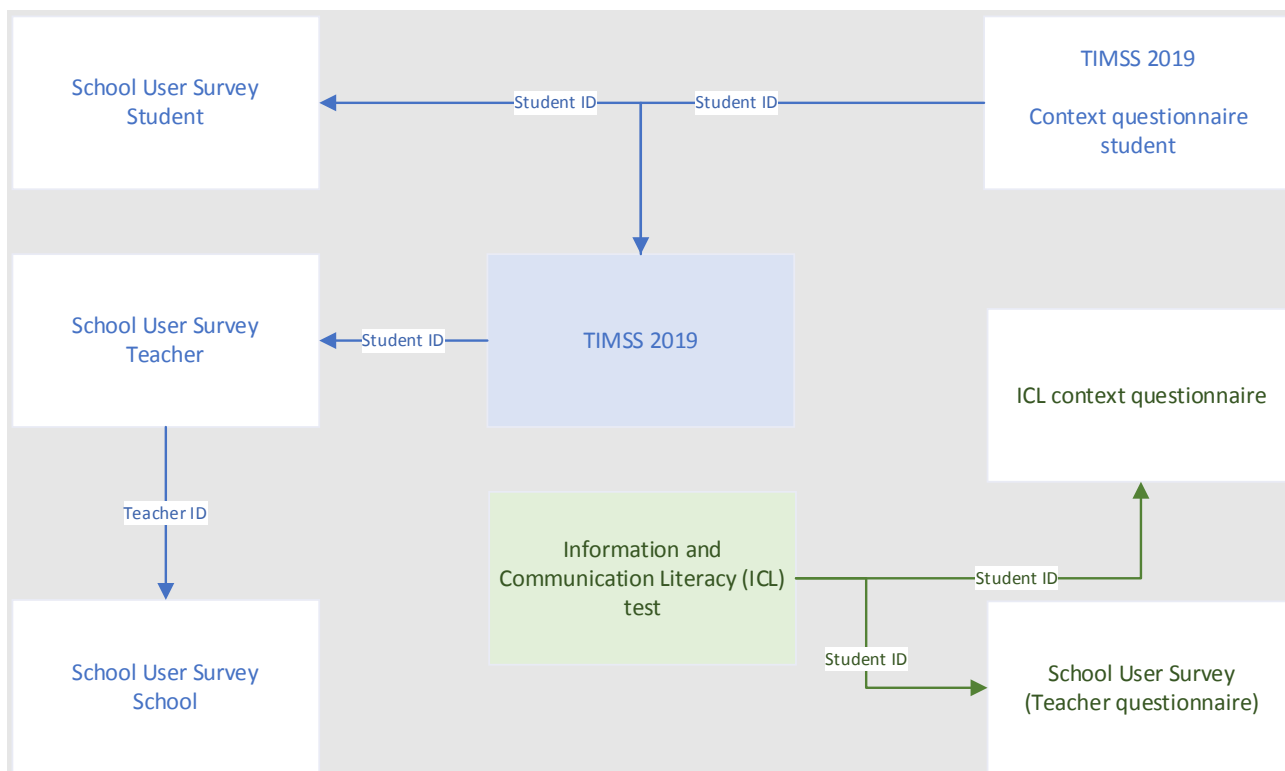 School User Survey
Student
Student ID
Student ID
TIMSS 2019
Context questionnaire
student
School User Survey
Teacher
Student ID
TIMSS 2019
ICL context questionnaire
Teacher ID
Information and
Communication Literacy (ICL)
test
Student ID
Student ID
School User Survey
School
School User Survey
(Teacher questionnaire)